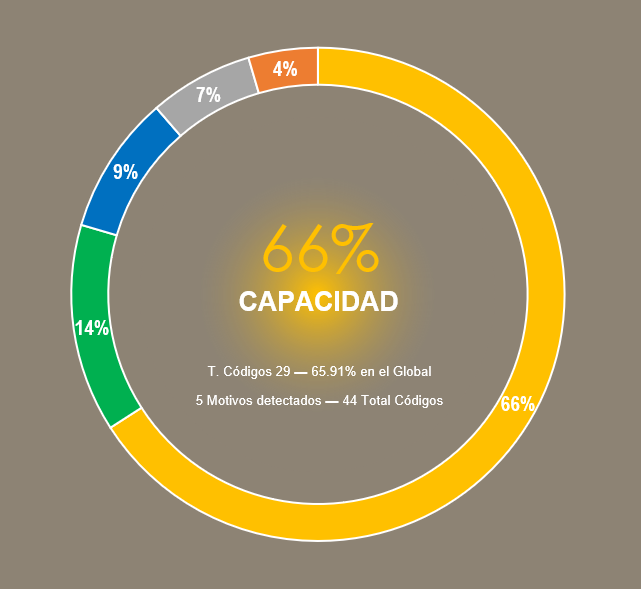 4%
7%
9%
66%
CAPACIDAD
14%
T. Códigos 29 — 65.91% en el Global
5 Motivos detectados — 44 Total Códigos
66%